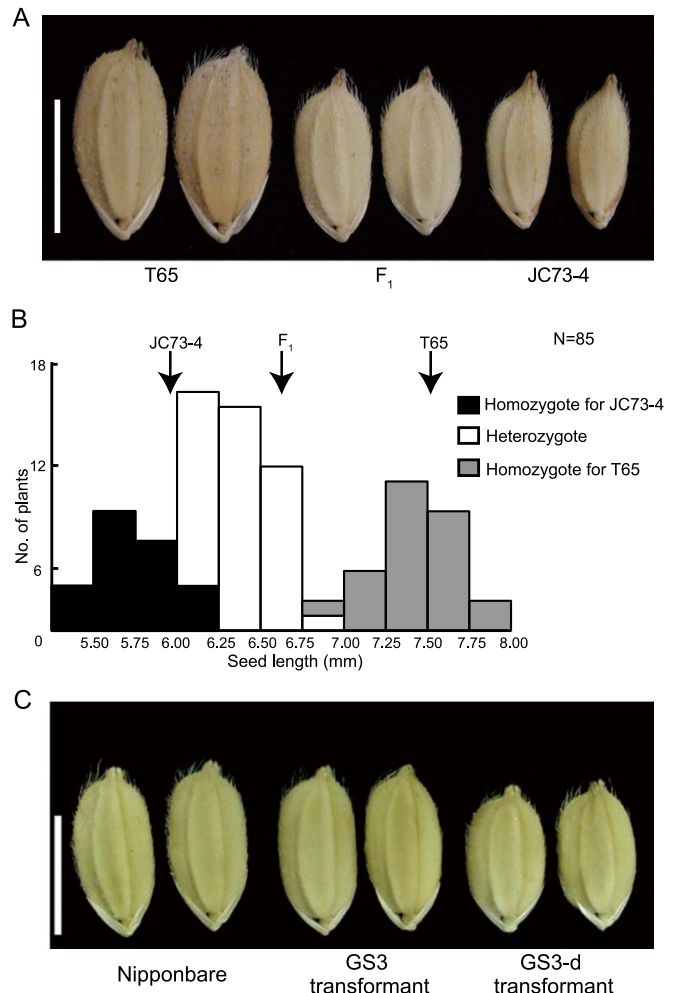 A
T65 F1 JC73-4
B
JC73-4 F1 T65 N=85
18
12
6
0
No. of plants
Homozygote for JC73-4
Heterozygote
Homozygote for T65
5.50 5.75 6.00 6.25 6.50 6.75 7.00 7.25 7.50 7.75 8.00
Seed length (mm)
C
Nipponbare GS3 GS3-d
transformant transformant